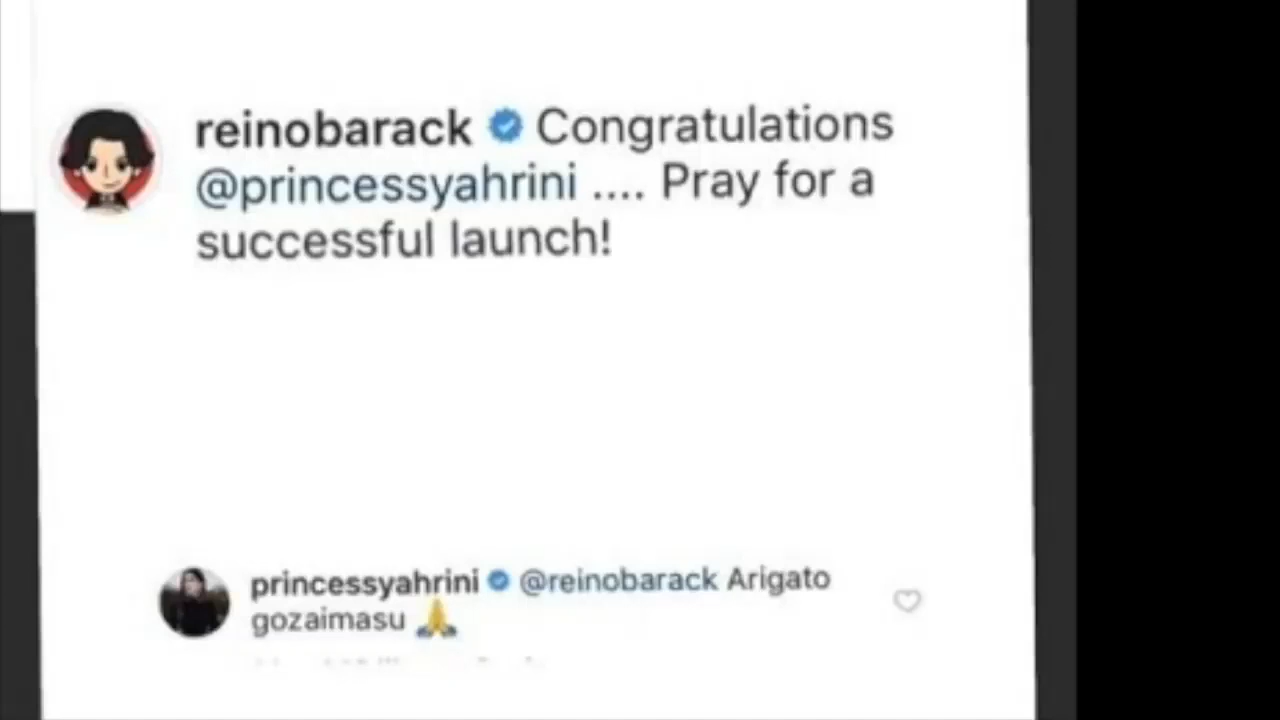 reinobarack Congratulations
@princessyahrini .... Pray for a
successful launch!
princessyahrini @reinobarack Arigato
gozaimasu 🙏